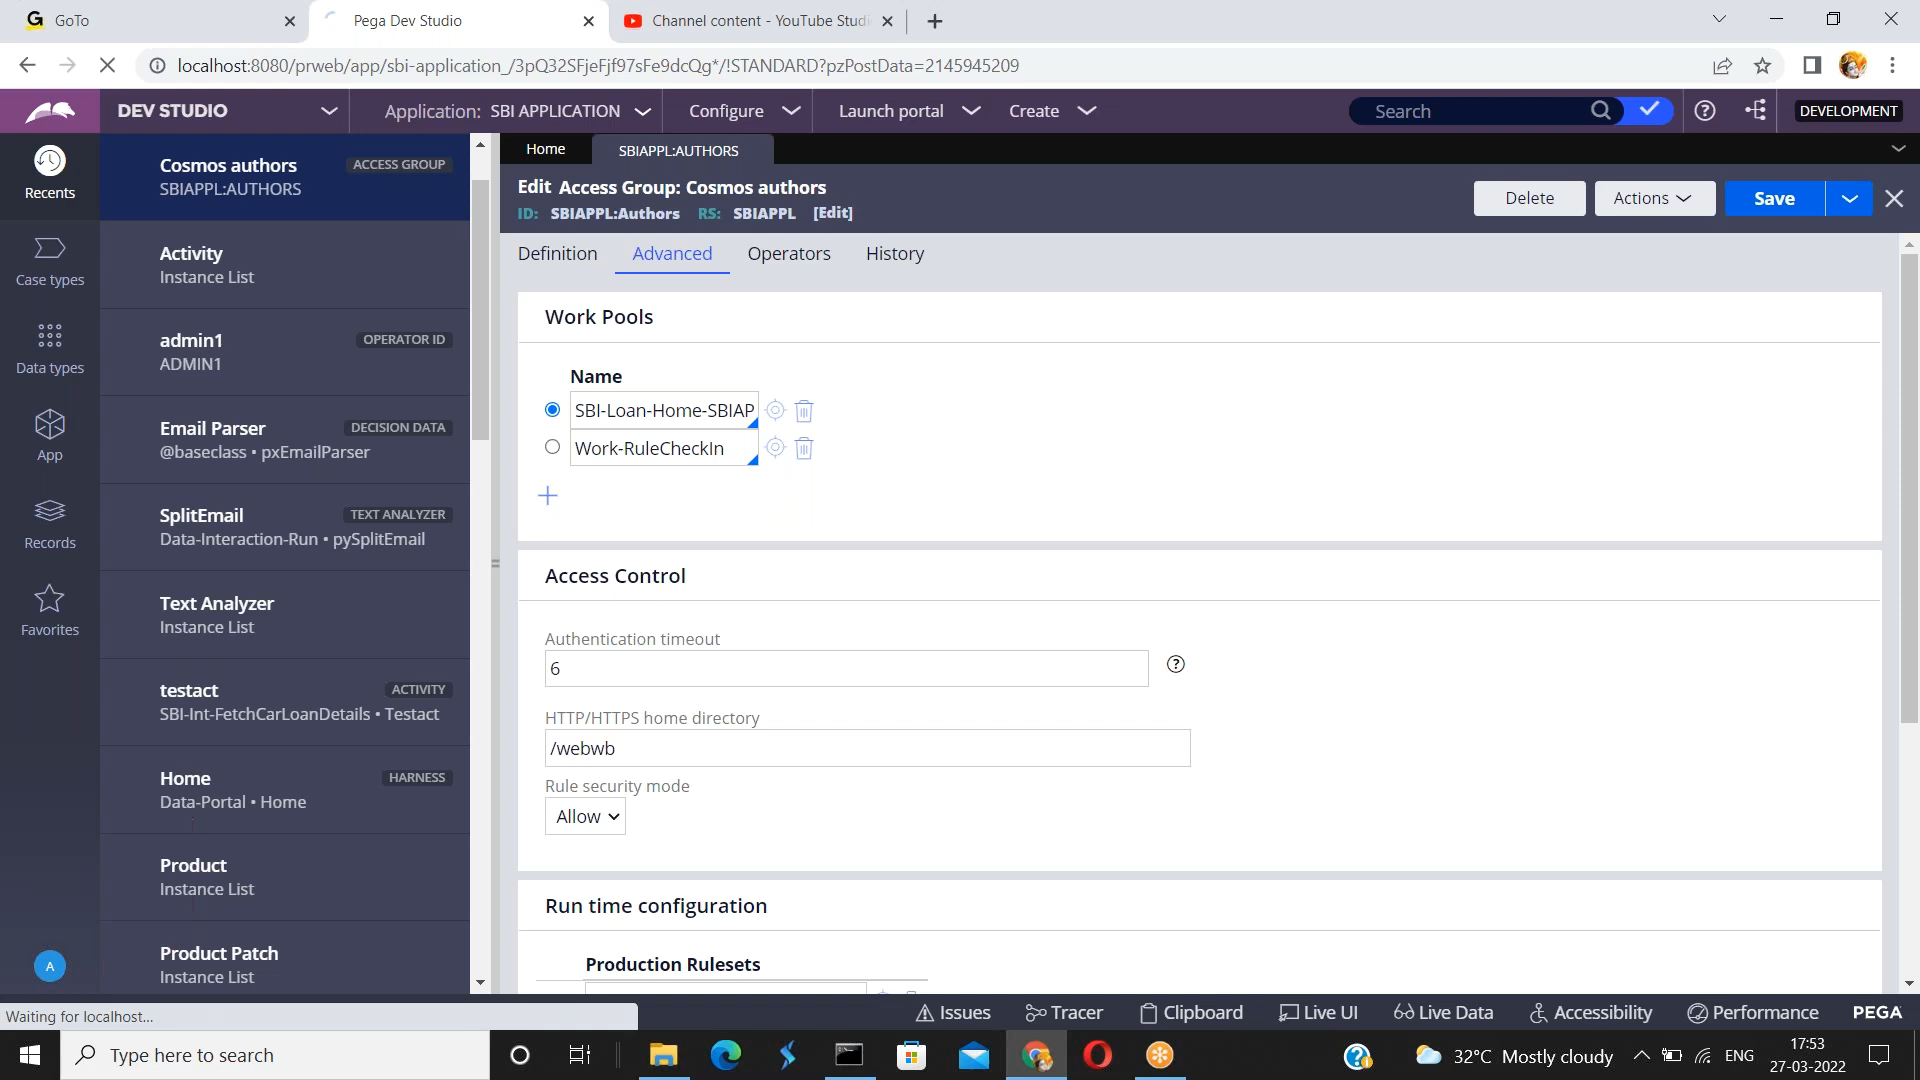 GoTo
Pega Dev Studio
Channel content - YouTube Studi
localhost:8080/prweb/app/sbi-application_/3pQ32SFjeFjf97sFe9dcQg*/!STANDARD?pzPostData=2145945209
DEV STUDIO
Application: SBI APPLICATION
Configure
Launch portal
Create
Search
DEVELOPMENT
Recents
Case types
Data types
App
Records
Favorites
A
Cosmos authors ACCESS GROUP
SBIAPPL:AUTHORS
Activity
Instance List
admin1 OPERATOR ID
ADMIN1
Email Parser DECISION DATA
@baseclass • pxEmailParser
SplitEmail TEXT ANALYZER
Data-Interaction-Run • pySplitEmail
Text Analyzer
Instance List
testact ACTIVITY
SBI-Int-FetchCarLoanDetails • Testact
Home HARNESS
Data-Portal • Home
Product
Instance List
Product Patch
Instance List
Home
SBIAPPL:AUTHORS
Edit Access Group: Cosmos authors
ID: SBIAPPL:Authors RS: SBIAPPL [Edit]
Delete
Actions
Save
Definition
Advanced
Operators
History
Work Pools
Name
SBI-Loan-Home-SBIAP
Work-RuleCheckIn
Access Control
Authentication timeout
6
HTTP/HTTPS home directory
/webwb
Rule security mode
Allow
Run time configuration
Production Rulesets
Waiting for localhost...
Issues
Tracer
Clipboard
Live UI
Live Data
Accessibility
Performance
PEGA
Type here to search
32°C Mostly cloudy
ENG
17:53
27-03-2022